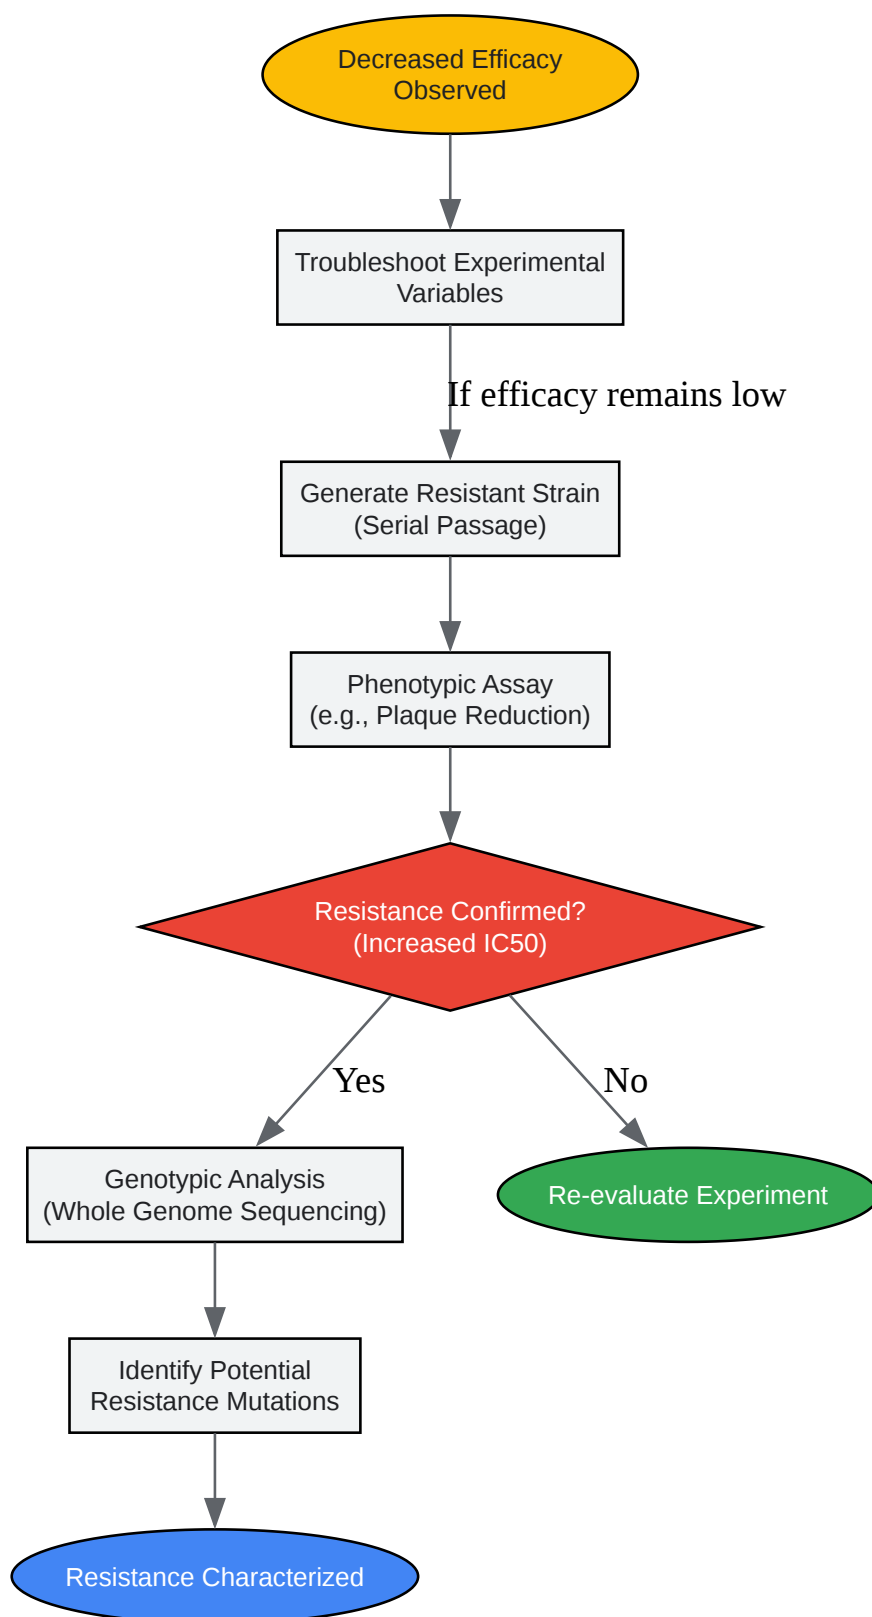 Decreased Efficacy
Observed
Troubleshoot Experimental
Variables
If efficacy remains low
Generate Resistant Strain
(Serial Passage)
Phenotypic Assay
(e.g., Plaque Reduction)
Resistance Confirmed?
(Increased IC50)
Yes
No
Genotypic Analysis
(Whole Genome Sequencing)
Re-evaluate Experiment
Identify Potential
Resistance Mutations
Resistance Characterized